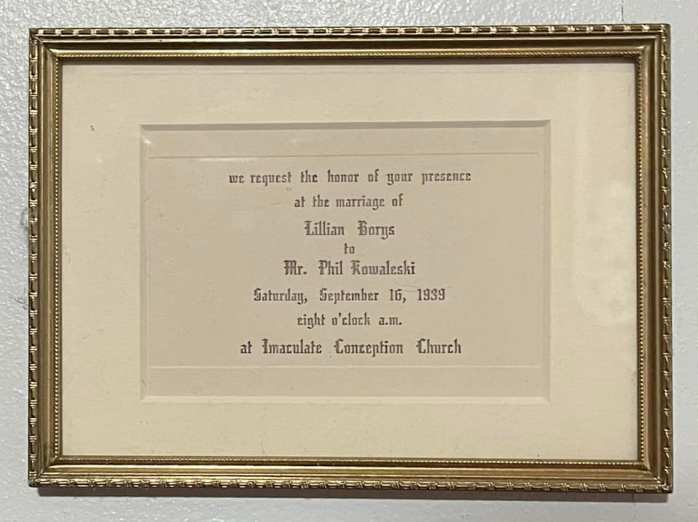 we request the honor of your presence
at the marriage of
Lillian Borys
to
Mr. Phil Kowaleski
Saturday, September 16, 1939
eight o'clock a.m.
at Imaculate Conception Church